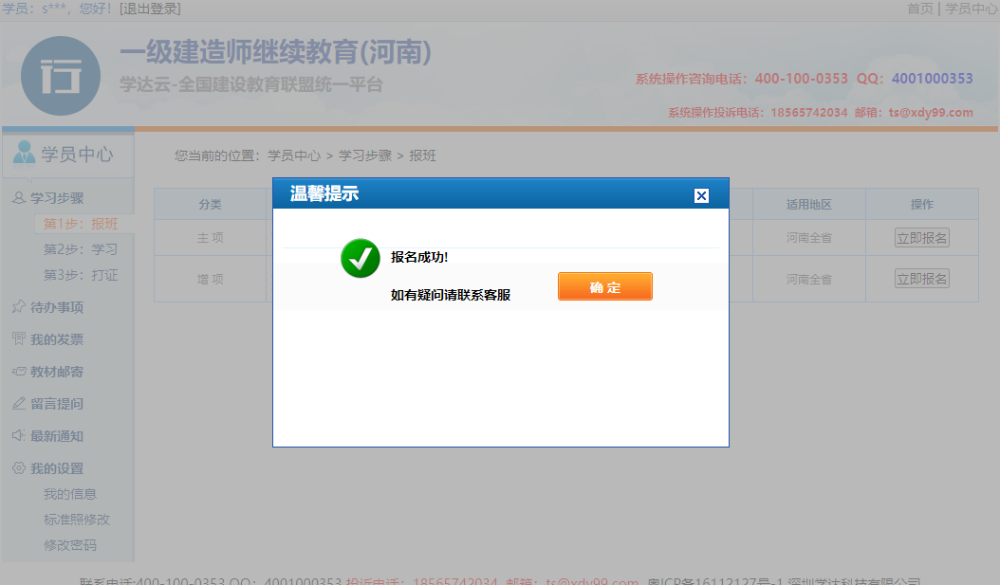 学员：s***，您好！[退出登录]
首页 | 学员中心
一级建造师继续教育(河南)
学达云-全国建设教育联盟统一平台
系统操作咨询电话：400-100-0353 QQ：4001000353
系统操作投诉电话：18565742034 邮箱：ts@xdy99.com
行
学员中心
您当前的位置：学员中心 > 学习步骤 > 报班
学习步骤
第1步：报班
第2步：学习
第3步：打证
待办事项
我的发票
教材邮寄
留言提问
最新通知
我的设置
我的信息
标准照修改
修改密码
分类 适用地区 操作
主 项 河南全省 立即报名
增 项 河南全省 立即报名
温馨提示
报名成功!
如有疑问请联系客服
确 定
联系电话:400-100-0353 QQ：4001000353 投诉电话：18565742034 邮箱：ts@xdy99.com 粤ICP备16112127号-1 深圳学达科技有限公司